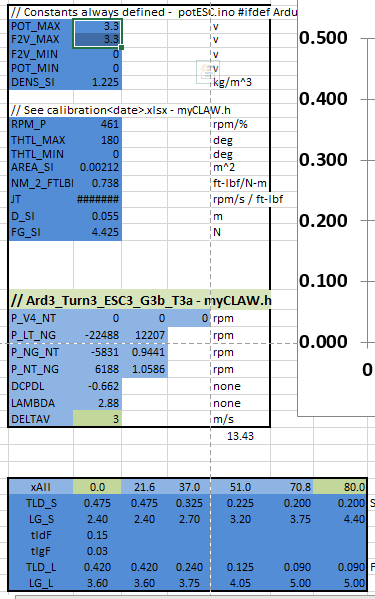 // Constants always defined - potESC.ino #ifdef Ardu
POT_MAX 3.3 v
F2V_MAX 3.3 v
F2V_MIN 0 v
POT_MIN 0 v
DENS_SI 1.225 kg/m^3
// See calibration<date>.xlsx - myCLAW.h
RPM_P 461 rpm/%
THTL_MAX 180 deg
THTL_MIN 0 deg
AREA_SI 0.00212 m^2
NM_2_FTLBI 0.738 ft-lbf/N-m
JT ####### rpm/s / ft-lbf
D_SI 0.055 m
FG_SI 4.425 N
// Ard3_Turn3_ESC3_G3b_T3a - myCLAW.h
P_V4_NT 0 0 0 rpm
P_LT_NG -22488 12207 rpm
P_NG_NT -5831 0.9441 rpm
P_NT_NG 6188 1.0586 rpm
DCPDL -0.662 none
LAMBDA 2.88 none
DELTAV 3 m/s
13.43
xAll 0.0 21.6 37.0 51.0 70.8 80.0
TLD_S 0.475 0.475 0.325 0.225 0.200 0.200 S
LG_S 2.40 2.40 2.70 3.20 3.75 4.40
tldF 0.15
tlgF 0.03
TLD_L 0.420 0.420 0.240 0.125 0.090 0.090 F
LG_L 3.60 3.60 3.75 4.05 5.00 5.00
0.500
0.400
0.300
0.200
0.100
0.000
0